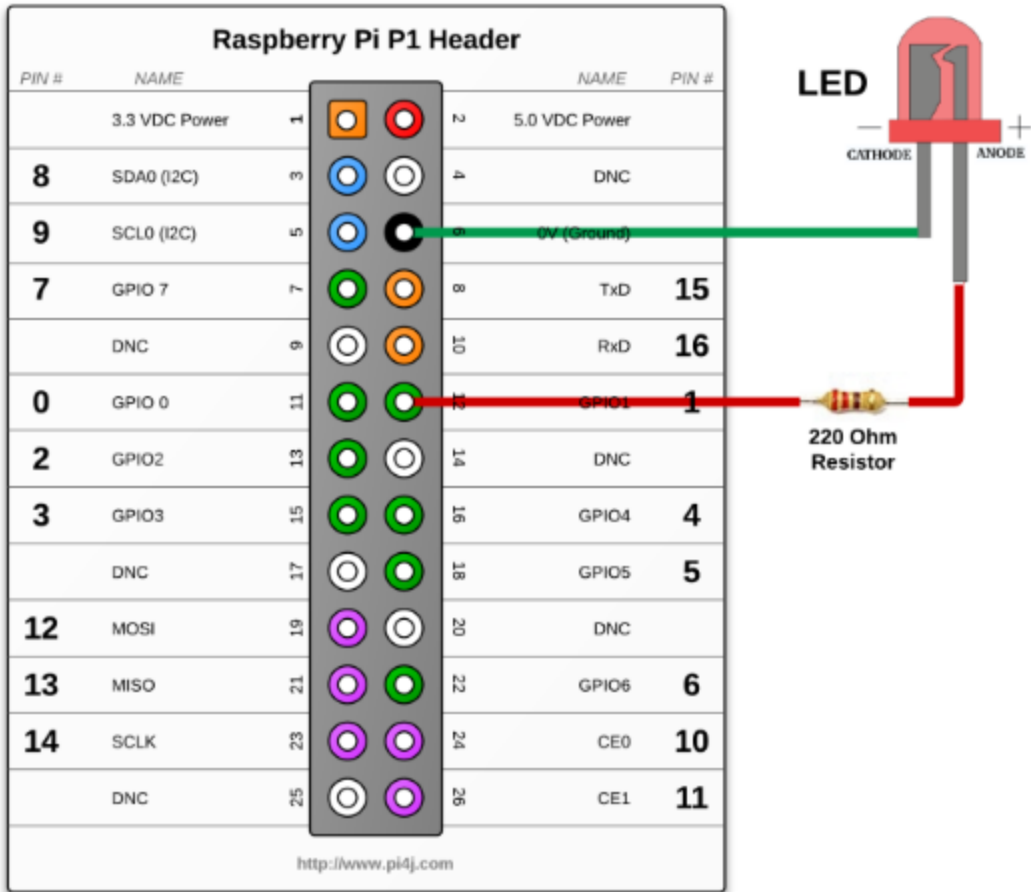 Raspberry Pi P1 Header
PIN # NAME NAME PIN #
3.3 VDC Power 1 2 5.0 VDC Power
8 SDA0 (I2C) 3 4 DNC
9 SCL0 (I2C) 5 6 0V (Ground)
7 GPIO 7 7 8 TxD 15
DNC 9 10 RxD 16
0 GPIO 0 11 12 GPIO1 1
2 GPIO2 13 14 DNC
3 GPIO3 15 16 GPIO4 4
DNC 17 18 GPIO5 5
12 MOSI 19 20 DNC
13 MISO 21 22 GPIO6 6
14 SCLK 23 24 CE0 10
DNC 25 26 CE1 11
http://www.pi4j.com
LED
— +
CATHODE ANODE
220 Ohm
Resistor